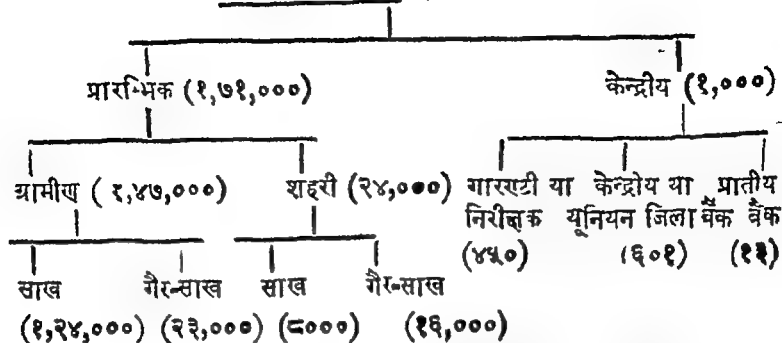 प्रारम्भिक (१,७१,०००) केन्द्रीय (१,०००)
ग्रामीण (१,४७,०००) शहरी (२४,०००) गारण्टी या केन्द्रीय या प्रातीय
निरीक्षक यूनियन जिला बैंक बैंक
(४५०) (६०१) (१३)
साख गैर-साख साख गैर-साख
(१,२४,०००) (२३,०००) (८०००) (१६,०००)